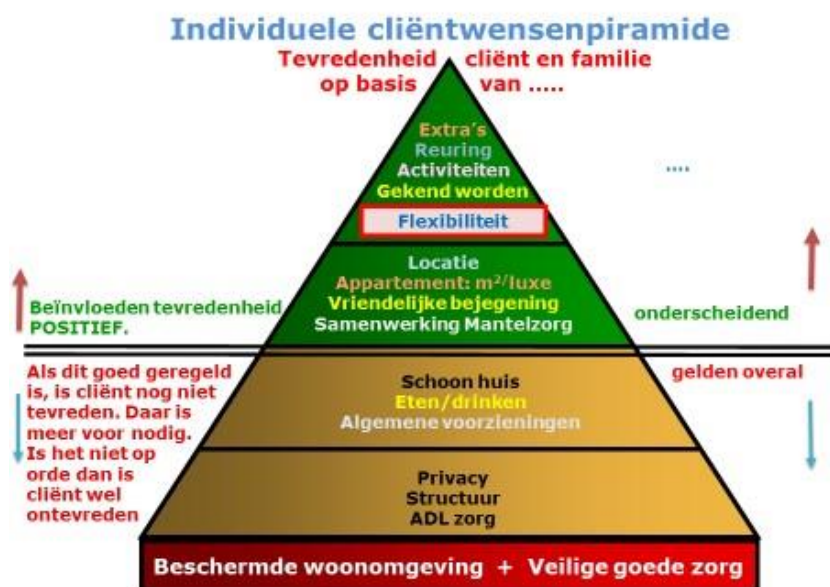 Individuele cliëntwensenpiramide
Tevredenheid cliënt en familie
op basis van .....
Extra's
Reuring
Activiteiten
Gekend worden
....
Flexibiliteit
Locatie
Appartement: m²/luxe
Vriendelijke bejegening
Samenwerking Mantelzorg
Beïnvloeden tevredenheid
POSITIEF.
onderscheidend
Als dit goed geregeld
is, is cliënt nog niet
tevreden. Daar is
meer voor nodig.
Is het niet op
orde dan is
cliënt wel
ontevreden
gelden overal
Schoon huis
Eten/drinken
Algemene voorzieningen
Privacy
Structuur
ADL zorg
Beschermde woonomgeving + Veilige goede zorg